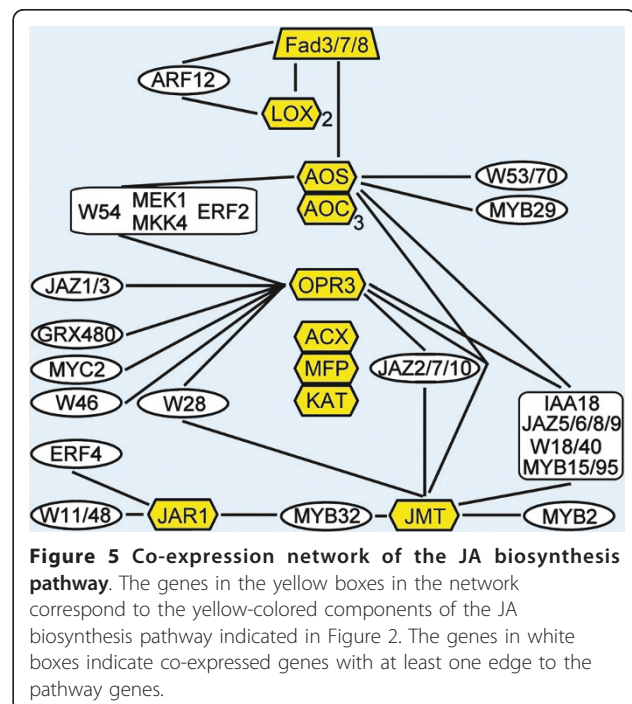 Fad3/7/8
ARF12
LOX 2
AOS
W53/70
W54 MEK1 MKK4 ERF2
AOC 3
MYB29
JAZ1/3
OPR3
GRX480
ACX
MYC2
MFP
JAZ2/7/10
W46
W28
KAT
IAA18
JAZ5/6/8/9
W18/40
MYB15/95
ERF4
W11/48
JAR1
MYB32
JMT
MYB2
Figure 5 Co-expression network of the JA biosynthesis
pathway. The genes in the yellow boxes in the network
correspond to the yellow-colored components of the JA
biosynthesis pathway indicated in Figure 2. The genes in white
boxes indicate co-expressed genes with at least one edge to the
pathway genes.